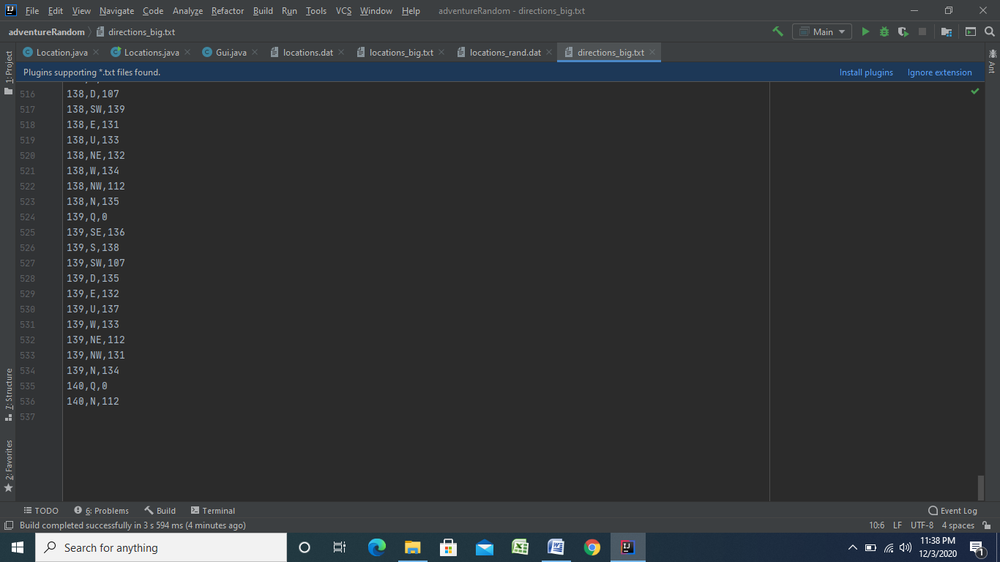 File Edit View Navigate Code Analyze Refactor Build Run Tools VCS Window Help adventureRandom - directions_big.txt
adventureRandom directions_big.txt Main
Location.java Locations.java Gui.java locations.dat locations_big.txt locations_rand.dat directions_big.txt
Plugins supporting *.txt files found. Install plugins Ignore extension
1: Project
Ant
516 138,D,107
517 138,SW,139
518 138,E,131
519 138,U,133
520 138,NE,132
521 138,W,134
522 138,NW,112
523 138,N,135
524 139,Q,0
525 139,SE,136
526 139,S,138
527 139,SW,107
528 139,D,135
529 139,E,132
530 139,U,137
531 139,W,133
532 139,NE,112
533 139,NW,131
534 139,N,134
535 140,Q,0
536 140,N,112
537
7: Structure
2: Favorites
TODO 6: Problems Build Terminal Event Log
Build completed successfully in 3 s 594 ms (4 minutes ago) 10:6 LF UTF-8 4 spaces
Search for anything
11:38 PM
12/3/2020
1